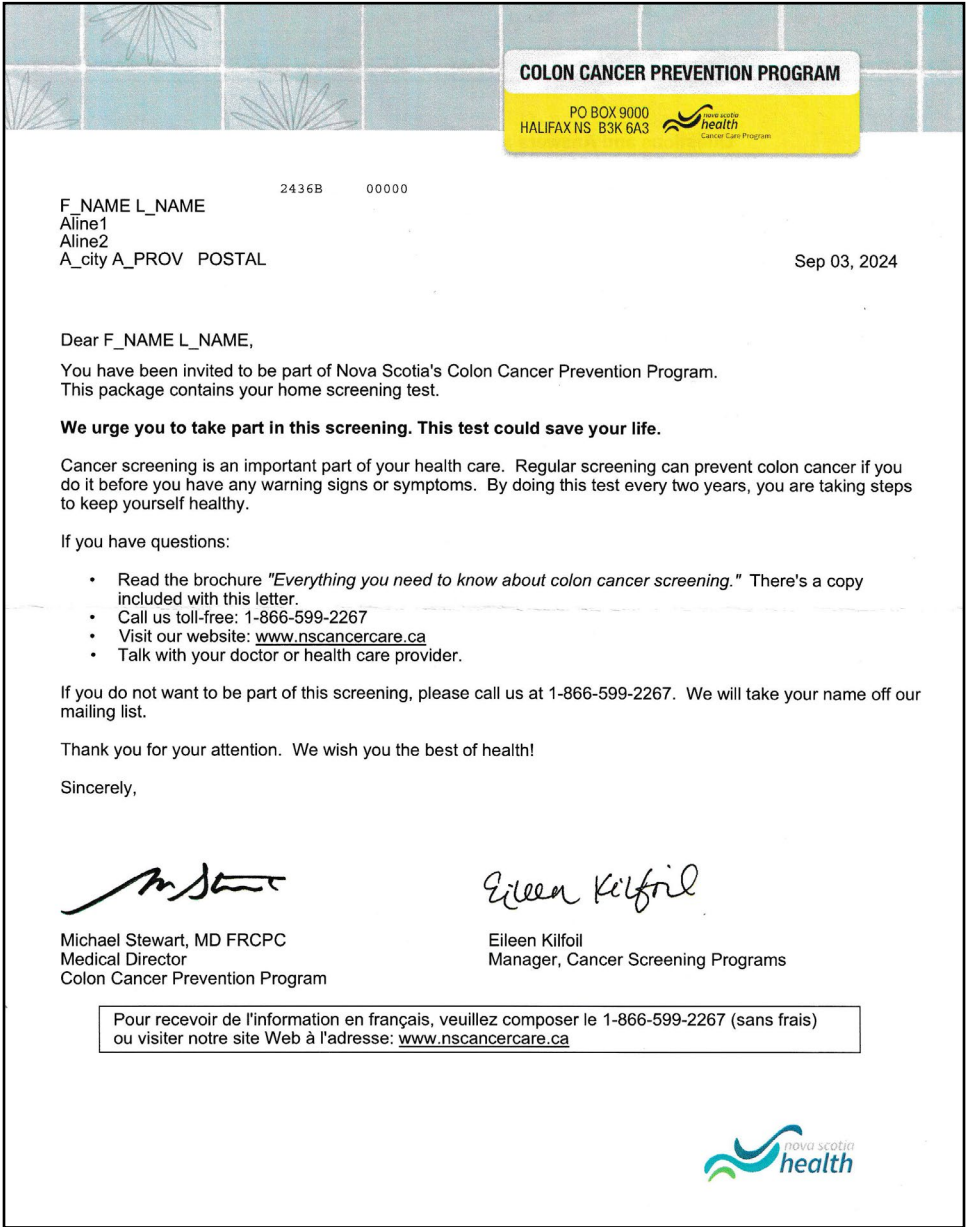 COLON CANCER PREVENTION PROGRAM
PO BOX 9000
HALIFAX NS B3K 6A3
nova scotia
health
Cancer Care Program
2436B 00000
F_NAME L_NAME
Aline1
Aline2
A_city A_PROV POSTAL
Sep 03, 2024
Dear F_NAME L_NAME,
You have been invited to be part of Nova Scotia's Colon Cancer Prevention Program.
This package contains your home screening test.
We urge you to take part in this screening. This test could save your life.
Cancer screening is an important part of your health care. Regular screening can prevent colon cancer if you
do it before you have any warning signs or symptoms. By doing this test every two years, you are taking steps
to keep yourself healthy.
If you have questions:
• Read the brochure "Everything you need to know about colon cancer screening." There's a copy
included with this letter.
• Call us toll-free: 1-866-599-2267
• Visit our website: www.nscancercare.ca
• Talk with your doctor or health care provider.
If you do not want to be part of this screening, please call us at 1-866-599-2267. We will take your name off our
mailing list.
Thank you for your attention. We wish you the best of health!
Sincerely,
Eileen Kilfoil
Michael Stewart, MD FRCPC
Medical Director
Colon Cancer Prevention Program
Eileen Kilfoil
Manager, Cancer Screening Programs
Pour recevoir de l'information en français, veuillez composer le 1-866-599-2267 (sans frais)
ou visiter notre site Web à l'adresse: www.nscancercare.ca
nova scotia
health